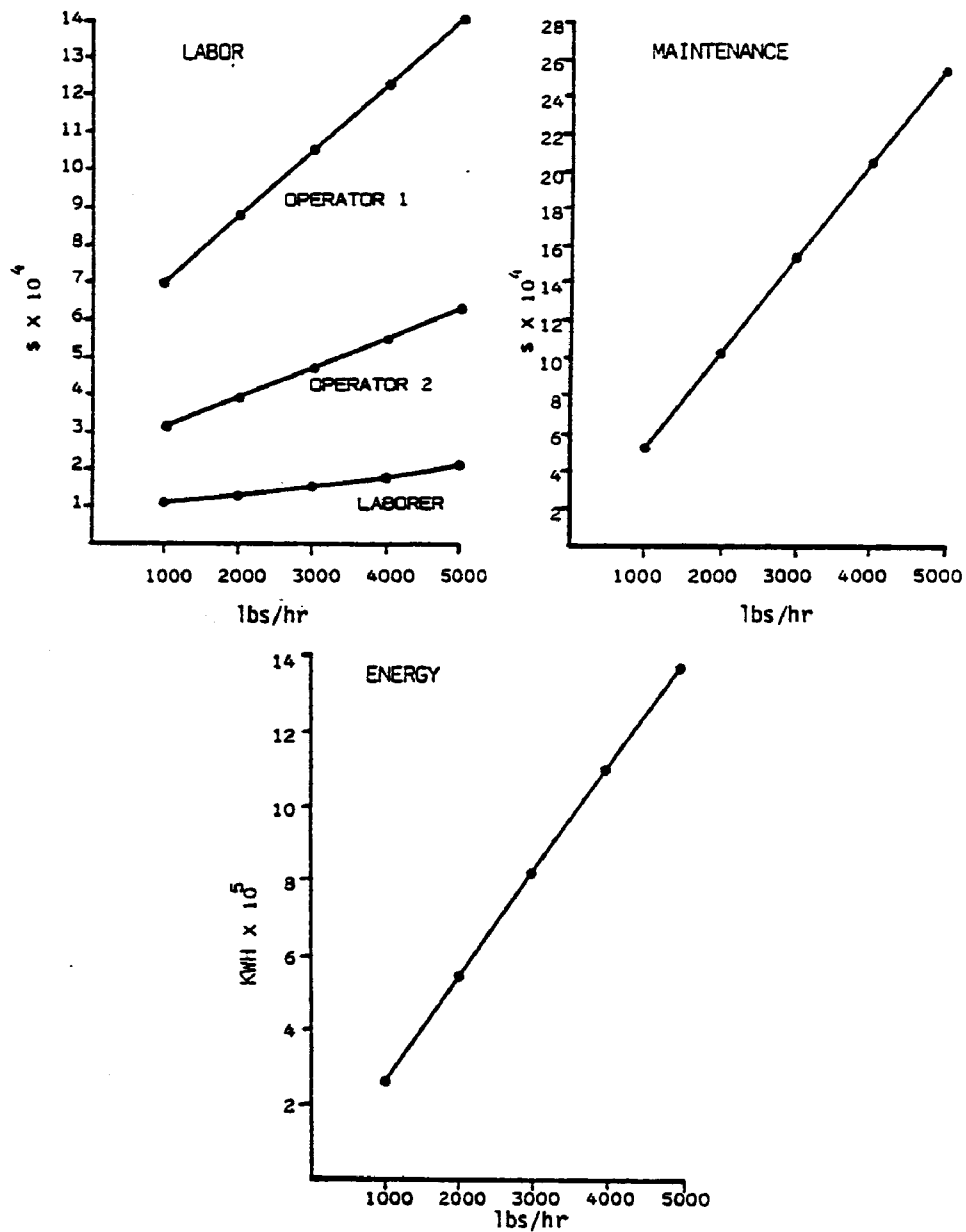 LABOR
14
13
12
11
10
9
8
7
6
5
4
3
2
1
$ X 10^4
OPERATOR 1
OPERATOR 2
LABORER
1000 2000 3000 4000 5000
lbs/hr
MAINTENANCE
28
26
24
22
20
18
16
14
12
10
8
6
4
2
$ X 10^4
1000 2000 3000 4000 5000
lbs/hr
ENERGY
14
12
10
8
6
4
2
KWH X 10^5
1000 2000 3000 4000 5000
lbs/hr